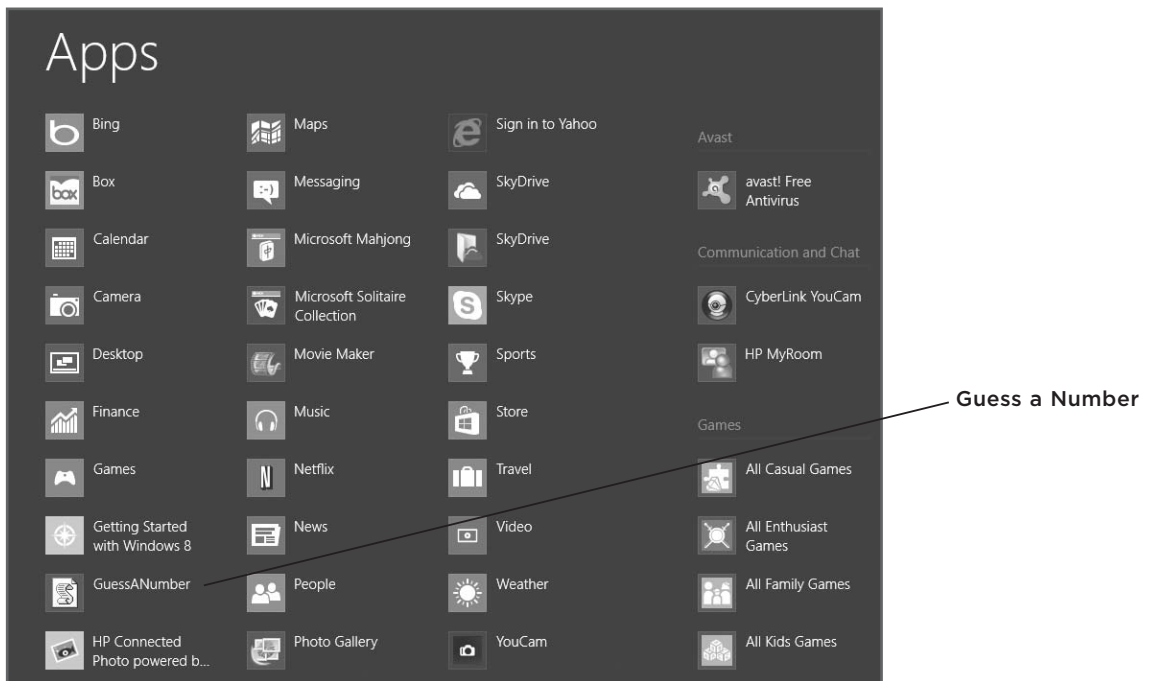 Apps
Bing
Box
box
Calendar
Camera
Desktop
Finance
Games
Getting Started
with Windows 8
GuessANumber
HP Connected
Photo powered b...
Maps
Messaging
:-)
Microsoft Mahjong
Microsoft Solitaire
Collection
Movie Maker
Music
Netflix
N
News
People
Photo Gallery
Sign in to Yahoo
SkyDrive
SkyDrive
Skype
S
Sports
Store
Travel
Video
Weather
YouCam
Avast
avast! Free
Antivirus
Communication and Chat
CyberLink YouCam
HP MyRoom
Games
All Casual Games
All Enthusiast
Games
All Family Games
All Kids Games
Guess a Number